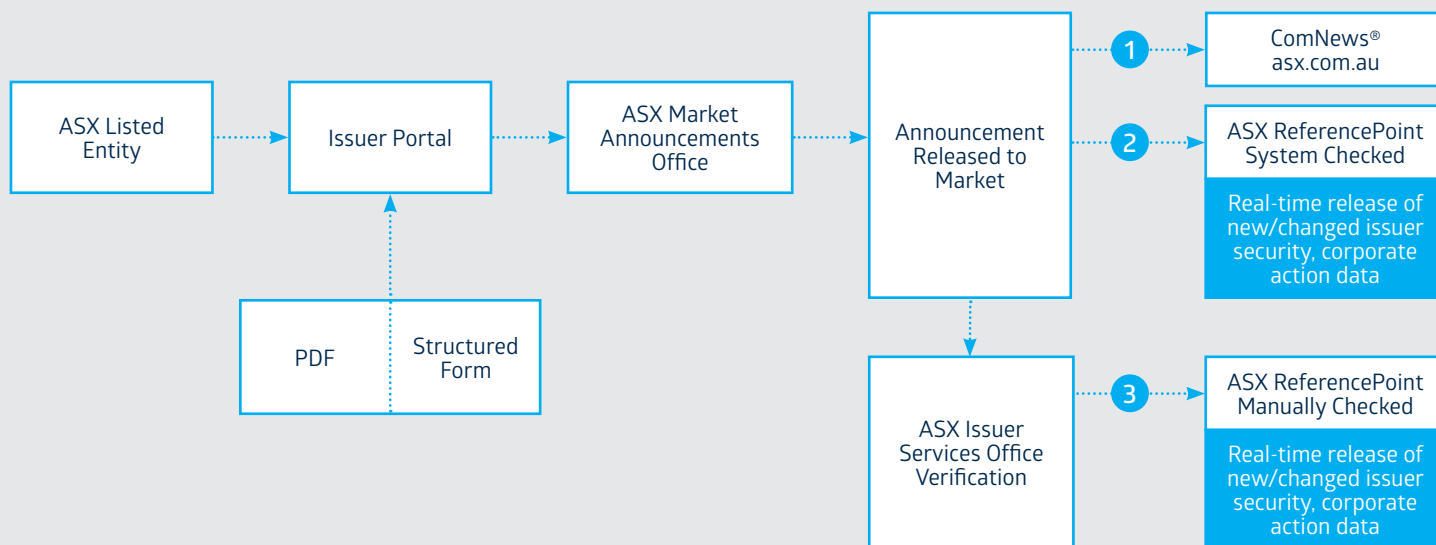 ASX Listed
Entity
Issuer Portal
ASX Market
Announcements
Office
Announcement
Released to
Market
1
ComNews®
asx.com.au
2
ASX ReferencePoint
System Checked
Real-time release of
new/changed issuer
security, corporate
action data
PDF
Structured
Form
ASX Issuer
Services Office
Verification
3
ASX ReferencePoint
Manually Checked
Real-time release of
new/changed issuer
security, corporate
action data